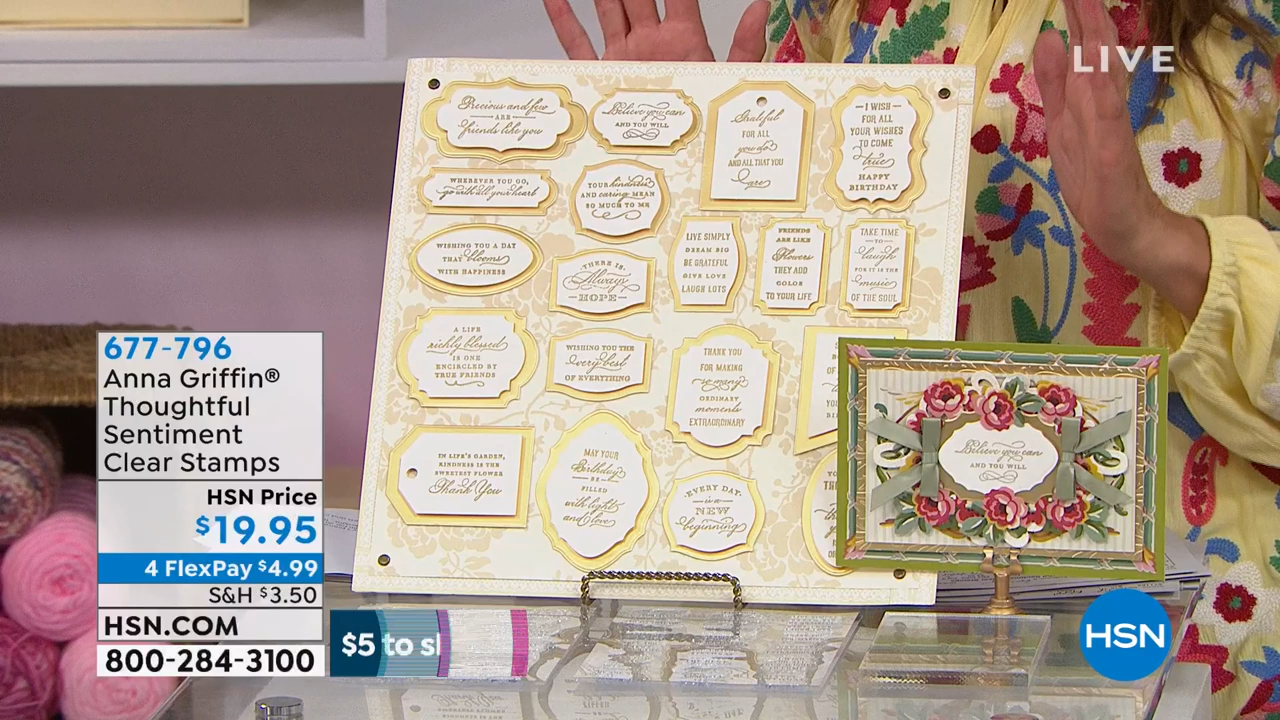 LIVE
Precious and few
ARE
friends like you
Believe you can
AND YOU WILL
Grateful
FOR ALL
you do
AND ALL THAT YOU
are
I WISH
FOR ALL
YOUR WISHES
TO COME
true
HAPPY
BIRTHDAY
WHEREVER YOU GO,
go with all your heart
YOUR kindness
AND caring MEAN
SO MUCH TO ME
WISHING YOU A DAY
THAT blooms
WITH HAPPINESS
THERE IS
Always
HOPE
LIVE SIMPLY
DREAM BIG
BE GRATEFUL
GIVE LOVE
LAUGH LOTS
FRIENDS
ARE LIKE
Flowers
THEY ADD
COLOR
TO YOUR LIFE
TAKE TIME
TO
laugh
FOR IT IS THE
music
OF THE SOUL
A LIFE
richly blessed
IS ONE
ENCIRCLED BY
TRUE FRIENDS
WISHING YOU THE
very best
OF EVERYTHING
THANK YOU
FOR MAKING
so many
ORDINARY
moments
EXTRAORDINARY
IN LIFE'S GARDEN,
KINDNESS IS THE
SWEETEST FLOWER
Thank You
MAY YOUR
Birthday
BE
FILLED
with light
and love
EVERY DAY
is a
NEW
beginning
Believe you can
AND YOU WILL
677-796
Anna Griffin®
Thoughtful
Sentiment
Clear Stamps
HSN Price
$19.95
4 FlexPay $4.99
S&H $3.50
HSN.COM
800-284-3100
$5 to sl
HSN